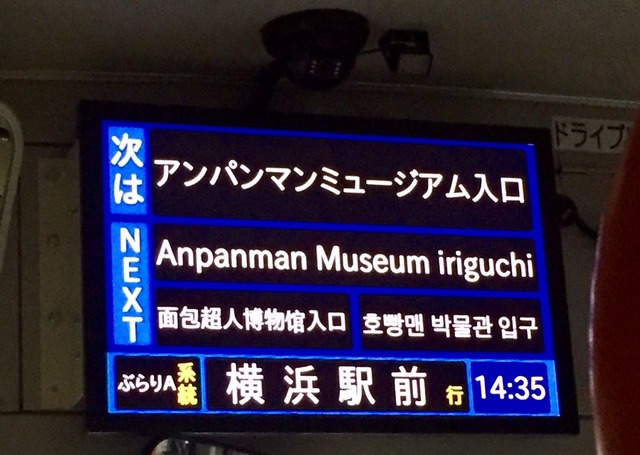 次は
アンパンマンミュージアム入口
NEXT
Anpanman Museum iriguchi
面包超人博物馆入口
호빵맨 박물관 입구
ぶらりA系統
横浜駅前行
14:35
ドライブ